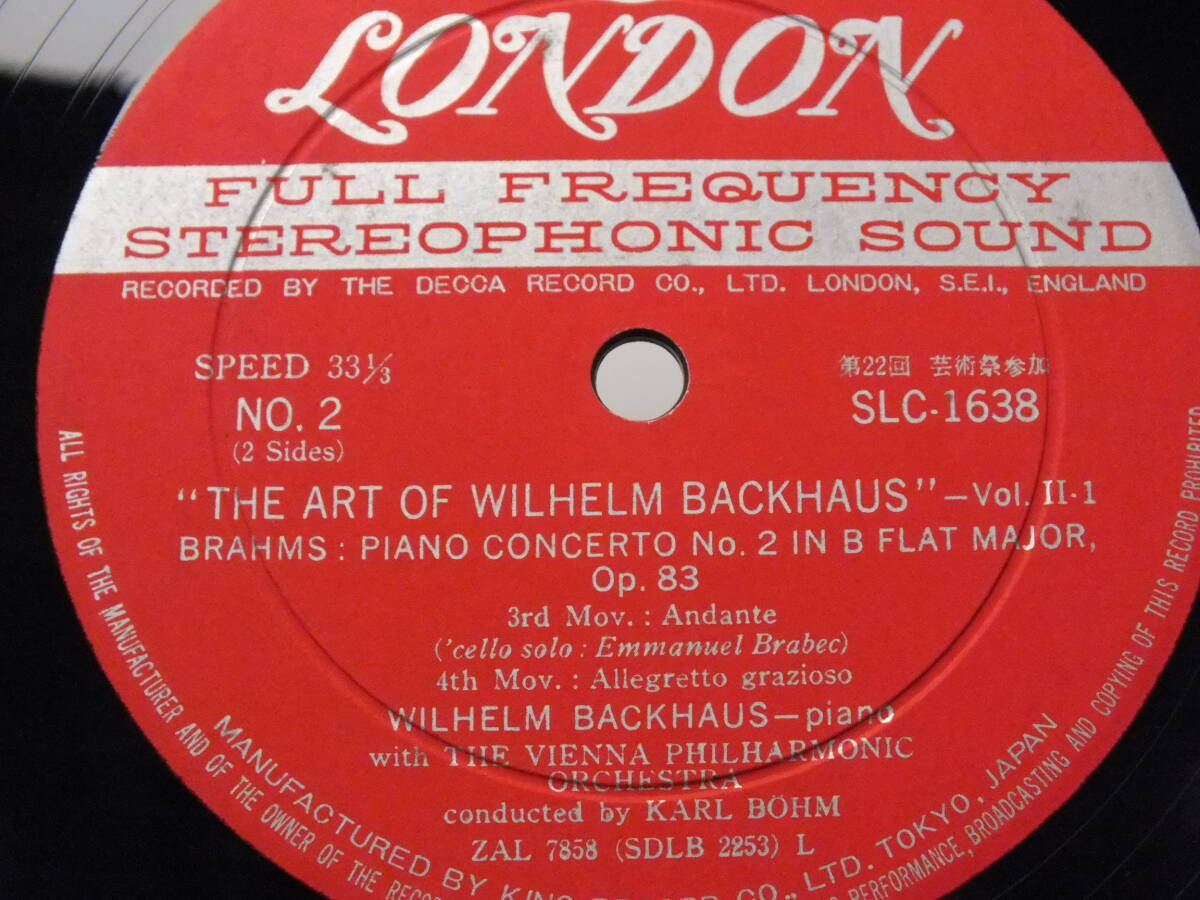 LONDON
FULL FREQUENCY
STEREOPHONIC SOUND
RECORDED BY THE DECCA RECORD CO., LTD. LONDON, S.E.I., ENGLAND
SPEED 33⅓
第22回 芸術祭参加
NO. 2
SLC-1638
(2 Sides)
"THE ART OF WILHELM BACKHAUS"—Vol. II-1
BRAHMS : PIANO CONCERTO No. 2 IN B FLAT MAJOR,
Op. 83
3rd Mov. : Andante
('cello solo : Emmanuel Brabec)
4th Mov. : Allegretto grazioso
WILHELM BACKHAUS—piano
with THE VIENNA PHILHARMONIC
ORCHESTRA
conducted by KARL BÖHM
ZAL 7858 (SDLB 2253) L
MANUFACTURED BY KING RECORD CO., LTD. TOKYO, JAPAN
ALL RIGHTS OF THE MANUFACTURER AND OF THE OWNER OF THE
PERFORMANCE, BROADCASTING AND COPYING OF THIS RECORD PROHIBITED